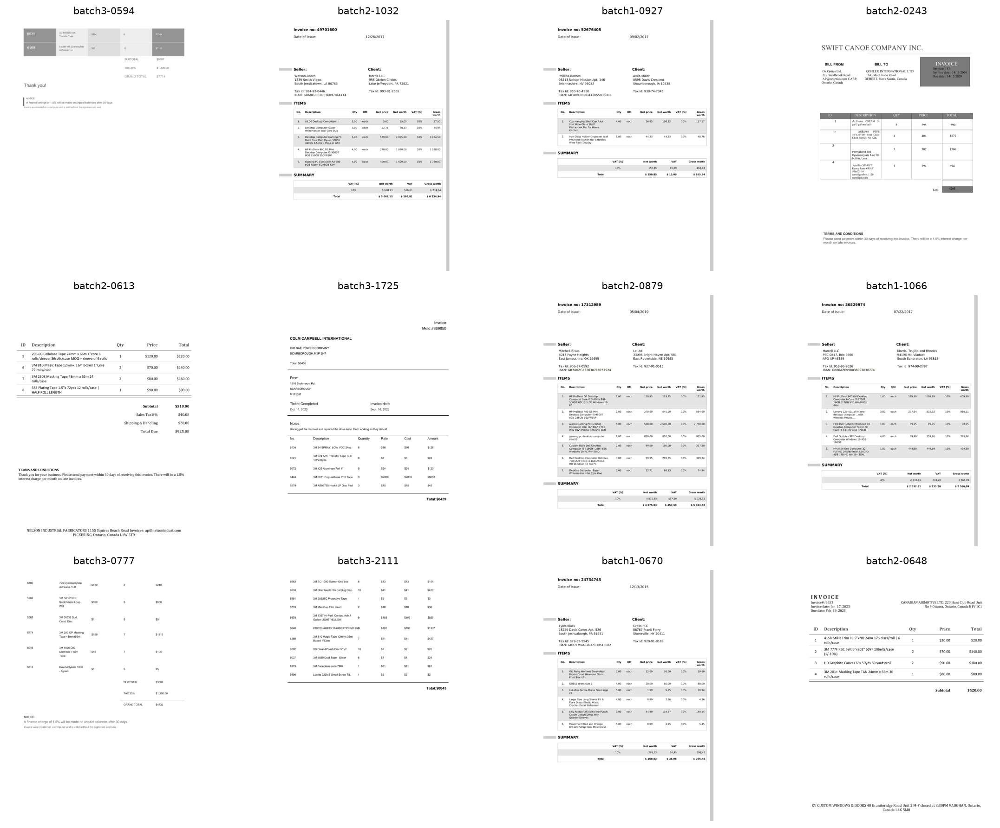 batch3-0594
6539 3M 9453LE Adh. Transfer Tape $384 6 $2304
6158 Loctite 499 Cyanoacrylate Adhesive 1oz $111 10 $1110
SUBTOTAL $9807
TAX 25% $1,300.00
GRAND TOTAL $7714
Thank you!
NOTICE:
A finance charge of 1.5% will be made on unpaid balances after 30 days.
Invoice was created on a computer and is valid without the signature and seal.
batch2-1032
Invoice no: 49701600
Date of issue: 12/26/2017
Seller: Client:
Watson-Booth Morris LLC
1339 Smith Views 956 Obrien Circles
South Jessicatown, LA 80763 Lake Jeffreyport, PA 72821
Tax Id: 924-92-0446 Tax Id: 993-81-2565
IBAN: GB68LUEC08536897844114
ITEMS
No. Description Qty UM Net price Net worth VAT [%] Gross worth
1. $5.00 Desktop Computers!!! 5,00 each 5,00 25,00 10% 27,50
2. Desktop Computer Super Writemaster Intel Core Duo 3,00 each 22,71 68,13 10% 74,94
3. Desktop Computer Gaming PC Build Your Own Ryzen 3000G 3200G 3.5Ghz+ Vega or GTX 5,00 each 579,00 2 895,00 10% 3 184,50
4. HP ProDesk 400 G5 Mini Desktop Computer i5-9500T 8GB 256GB SSD W10P 4,00 each 270,00 1 080,00 10% 1 188,00
5. Gaming PC Computer RX 580 8GB Ryzen 5 2x8GB Ram 4,00 each 400,00 1 600,00 10% 1 760,00
SUMMARY
VAT [%] Net worth VAT Gross worth
10% 5 668,13 566,81 6 234,94
Total $ 5 668,13 $ 566,81 $ 6 234,94
batch1-0927
Invoice no: 52676405
Date of issue: 09/02/2017
Seller: Client:
Phillips-Barnes Avila-Miller
96213 Nelson Mission Apt. 146 8595 Davis Crescent
Briannashire, NV 95032 Shaunborough, IA 10338
Tax Id: 950-76-4110 Tax Id: 930-74-7345
IBAN: GB10HUNR83412055935003
ITEMS
No. Description Qty UM Net price Net worth VAT [%] Gross worth
1. Cup Hanging Shelf Cup Rack Iron Wine Glass Shelf Restaurant Bar for Home Kitchen 4,00 each 26,63 106,52 10% 117,17
2. Iron Glass Holder Organizer Wall Mounted Kitchen Bar 5 Bottles Wine Rack Display 1,00 each 44,33 44,33 10% 48,76
SUMMARY
VAT [%] Net worth VAT Gross worth
10% 150,85 15,09 165,94
Total $ 150,85 $ 15,09 $ 165,94
batch2-0243
SWIFT CANOE COMPANY INC.
BILL FROM BILL TO INVOICE
Invoice: 143
Invoice date : 14/11/2020
Due date : 14/12/2020
Oz Optics Ltd. KOHLER INTERNATIONAL LTD
219 Westbrook Road 543 MacElmon Road
AP@ozoptics.com CARP, DEBERT, Nova Scotia, Canada
Ontario, Canada
ID DESCRIPTION QTY PRICE TOTAL
1 Activator CREAM 5-gal 5 gallons/pail 2 295 590
2 AEB2461 PTFE 10"x36YDS 5mil Glass Cloth Fabric / No Adh. 4 404 1572
3 Permabond 106 Cyanoacrylate 1-oz 10 bottles/case 3 502 1506
4 Araldite 2014 HT Epoxy Paste GRAY 50ml 2:1 6 cartridges/box | 120 cartridges/case 1 594 594
Total 4261
TERMS AND CONDITIONS
Please send payment within 30 days of receiving this invoice. There will be a 1.5% interest charge per
month on late invoices.
batch2-0613
ID Description Qty Price Total
5 206-00 Cellulose Tape 24mm x 66m 1"core 6 rolls/sleeve; 36rolls/case MOQ = sleeve of 6 rolls 1 $120.00 $120.00
6 3M 810 Magic Tape 12mmx 33m Boxed 1"Core 72 rolls/case 2 $70.00 $140.00
7 3M 2308 Masking Tape 48mm x 55m 24 rolls/case 2 $80.00 $160.00
8 583 Plating Tape 1.5"x 72yds 12 rolls/case | HALF ROLL LENGTH 1 $90.00 $90.00
Subtotal $510.00
Sales Tax 8% $40.08
Shipping & Handling $20.00
Total Due $925.08
TERMS AND CONDITIONS
Thank you for your business. Please send payment within 30 days of receiving this invoice. There will be a 1.5%
interest charge per month on late invoices.
NELSON INDUSTRIAL FABRICATORS 1155 Squires Beach Road Invoices: ap@nelsonindust.com
PICKERING, Ontario, Canada L1W 3T9
batch3-1725
Invoice
Meld #869850
COLM CAMPBELL INTERNATIONAL
C/O SAE POWER COMPANY
SCARBOROUGH,M1P 2H7
Total: $6459
From
1810 Birchmount Rd.
SCARBOROUGH
M1P 2H7
Ticket Completed Invoice date
Oct. 11, 2023 Sept. 16, 2023
Notes
Unclogged the disposal and repaired the stove knob. Both working as they should.
No. Description Quantity Rate Cost Amount
6534 3M 94 SPRAY, LOW VOC 24oz 8 $16 $16 $128
6521 3M 924 Adh. Transfer Tape CLR 1/2"x36yds 8 $3 $3 $24
6072 3M 425 Aluminum Foil 1" 5 $24 $24 $120
6464 3M 8671 Polyurethane Prot Tape 3 $2006 $2006 $6018
5579 3M AB05755 Hookit LP Disc Pad 3 $15 $15 $45
Total:$6459
batch2-0879
Invoice no: 17312989
Date of issue: 05/04/2019
Seller: Client:
Mitchell-Rivas Le Ltd
6047 Payne Heights 33096 Bright Haven Apt. 581
East Jamesshire, OK 29695 East Robertside, NE 10985
Tax Id: 966-87-0592 Tax Id: 927-91-0515
IBAN: GB74HZGE32630718757924
ITEMS
No. Description Qty UM Net price Net worth VAT [%] Gross worth
1. HP ProDesk G1 Desktop Computer Core i3 3.4GHz 8GB 500GB HD 19" LCD Windows 10 PC 1,00 each 119,95 119,95 10% 131,95
2. HP ProDesk 400 G5 Mini Desktop Computer i5-9500T 8GB 256GB SSD W10P 2,00 each 270,00 540,00 10% 594,00
3. Alarco Gaming PC Desktop Computer Intel i5✔ 8G✔ 1Tb✔ WIN 10✔ NVIDIA GTX 650 1GB 5,00 each 500,00 2 500,00 10% 2 750,00
4. gaming pc desktop computer intel i5 1,00 each 850,00 850,00 10% 935,00
5. Custom Build Dell Desktop Computer i5 | 16GB | 2TB | SSD Windows 10 PC WiFi DVD 2,00 each 99,00 198,00 10% 217,80
6. Dell Desktop Computer Optiplex 790 USFF Core i3 4GB 250GB HD Windows 10 Pro PC 3,00 each 99,95 299,85 10% 329,84
7. Desktop Computer Super Writemaster Intel Core Duo 3,00 each 22,71 68,13 10% 74,94
SUMMARY
VAT [%] Net worth VAT Gross worth
10% 4 575,93 457,59 5 033,52
Total $ 4 575,93 $ 457,59 $ 5 033,52
batch1-1066
Invoice no: 36529974
Date of issue: 07/22/2017
Seller: Client:
Harrell LLC Morris, Trujillo and Rhodes
PSC 0847, Box 3566 94196 Hill Viaduct
APO AP 46389 South Sandraton, LA 93818
Tax Id: 958-86-9026 Tax Id: 974-99-2797
IBAN: GB66AZEV98038097038774
ITEMS
No. Description Qty UM Net price Net worth VAT [%] Gross worth
1. HP ProDesk 600 G4 Desktop Computer 6-Core i7-8700T 16GB 512GB SSD Win10 Pro 64bi 1,00 each 599,99 599,99 10% 659,99
2. Lenovo C20-00...all in one desktop computer ...with Wireless Mouse..... 3,00 each 277,64 832,92 10% 916,21
3. Fast Dell Optiplex Windows 10 Desktop Computer Tower PC Core i3 3.1GHz 4GB 320GB 1,00 each 89,95 89,95 10% 98,95
4. Dell Optiplex SFF Desktop Computer Windows 10 4GB 160GB 4,00 each 89,99 359,96 10% 395,96
5. HP All-in-One Computer 22" Full-HD Display Intel 2.90GHz 4GB 1TB HD Win10 - TEAL 1,00 each 449,99 449,99 10% 494,99
SUMMARY
VAT [%] Net worth VAT Gross worth
10% 2 332,81 233,28 2 566,09
Total $ 2 332,81 $ 233,28 $ 2 566,09
batch3-0777
6380 795 Cyanoacrylate Adhesive 1LB $120 2 $240
5962 3M SJ3518FR Scotchmate Loop WH $100 5 $500
5565 3M 05532 Surf. Cond. Disc $1 5 $5
5774 3M 203 GP Masking Tape 48mmx55m $159 7 $1113
6046 3M 4026 D/C Urethane Foam Tape $15 7 $105
5613 Dow Molykote 1000 - 6gram $1 5 $5
SUBTOTAL $3697
TAX 25% $1,300.00
GRAND TOTAL $4732
NOTICE:
A finance charge of 1.5% will be made on unpaid balances after 30 days.
Invoice was created on a computer and is valid without the signature and seal.
batch3-2111
5663 3M EC-1300 Scotch-Grip 5oz 8 $13 $13 $104
6033 3M One Touch Pro Earplug Disp. 10 $41 $41 $410
5891 3M 2A825C Protective Tape 1 $3 $3 $3
5719 3M Mini Cup Film Insert 2 $18 $18 $36
5678 3M 1357 Hi-Perf. Contact Adh.1 Gallon LIGHT YELLOW 9 $103 $103 $927
5640 #10P20-44B/TR114HSEXTPRIM1.25B $191 $191 $1337
6388 3M 810 Magic Tape 12mmx 33m Boxed 1"Core 7 $61 $61 $427
6282 SB Clean&Polish Disc 5" VF 10 $2 $2 $20
6037 3M 3939 Duct Tape - Silver 6 $4 $4 $24
6373 3M Facepiece Lens 7884 1 $61 $61 $61
5806 Loctite 222MS Small Screw T/L 1 $2 $2 $2
Total:$8843
batch1-0670
Invoice no: 24734743
Date of issue: 12/13/2015
Seller: Client:
Tyler-Black Gross PLC
78229 Davis Coves Apt. 526 88767 Frank Ferry
South Joshuaburgh, PA 81931 Shaneville, NY 20411
Tax Id: 979-82-5545 Tax Id: 929-91-8169
IBAN: GB27FMNA07632139513602
ITEMS
No. Description Qty UM Net price Net worth VAT [%] Gross worth
1. Old Navy Womens Sleeveless Rayon Dress Hawaiian Floral Print Size XS 3,00 each 12,00 36,00 10% 39,60
2. GUESS dress size 2 4,00 each 20,00 80,00 10% 88,00
3. LuLaRoe Nicole Dress Size Large 25 5,00 each 1,99 9,95 10% 10,94
4. Large Blue Long Sleeve Fit & Flare Dress Elastic Waist Crochet Detail Bohemian 4,00 each 0,99 3,96 10% 4,36
5. Lilly Pulitzer XS Spike the Punch Cassie Cotton Dress with Quarter Sleeves 3,00 each 44,89 134,67 10% 148,14
6. Mossimo M Red and Orange Braided Strap Tank Maxi Dress 5,00 each 0,99 4,95 10% 5,45
SUMMARY
VAT [%] Net worth VAT Gross worth
10% 269,53 26,95 296,48
Total $ 269,53 $ 26,95 $ 296,48
batch2-0648
INVOICE
Invoice#: 9653 CANADIAN AIRMOTIVE LTD. 220 Hunt Club Road Unit
Invoice date: Jan 17, 2023 No 3 Ottawa, Ontario, Canada K1V 1C1
Due date: Feb 19, 2023
ID Description Qty Price Total
1 415U Stikit Trim FC 5"xNH 240A 175 discs/roll | 6 rolls/case 1 $20.00 $20.00
2 3M 777F RBC Belt 6"x202" 60YF 10belts/case (+/-10%) 2 $70.00 $140.00
3 HD Graphite Canvas 6"x 50yds 50 yards/roll 2 $90.00 $180.00
4 3M 201+ Masking Tape TAN 24mm x 55m 36 rolls/case 1 $80.00 $80.00
Subtotal $520.00
KV CUSTOM WINDOWS & DOORS 40 Graniteridge Road Unit 2 M-F closed at 3:30PM VAUGHAN, Ontario,
Canada L4K 5M8